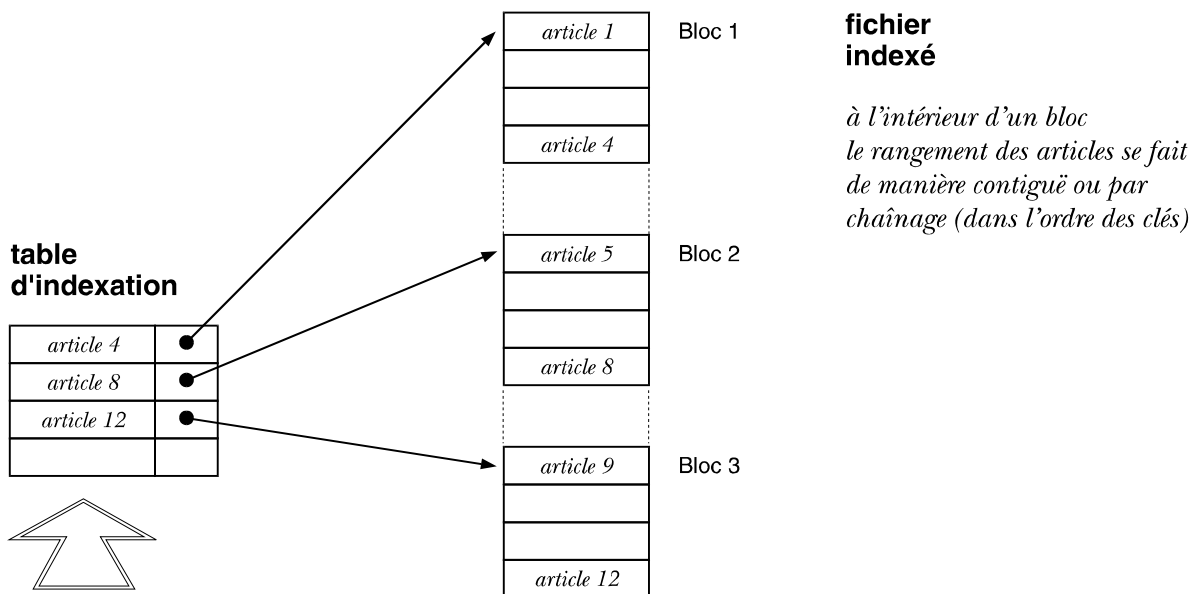 article 1
Bloc 1
article 4
fichier
indexé
à l'intérieur d'un bloc
le rangement des articles se fait
de manière contiguë ou par
chaînage (dans l'ordre des clés)
table
d'indexation
article 4
article 8
article 12
article 5
Bloc 2
article 8
article 9
Bloc 3
article 12